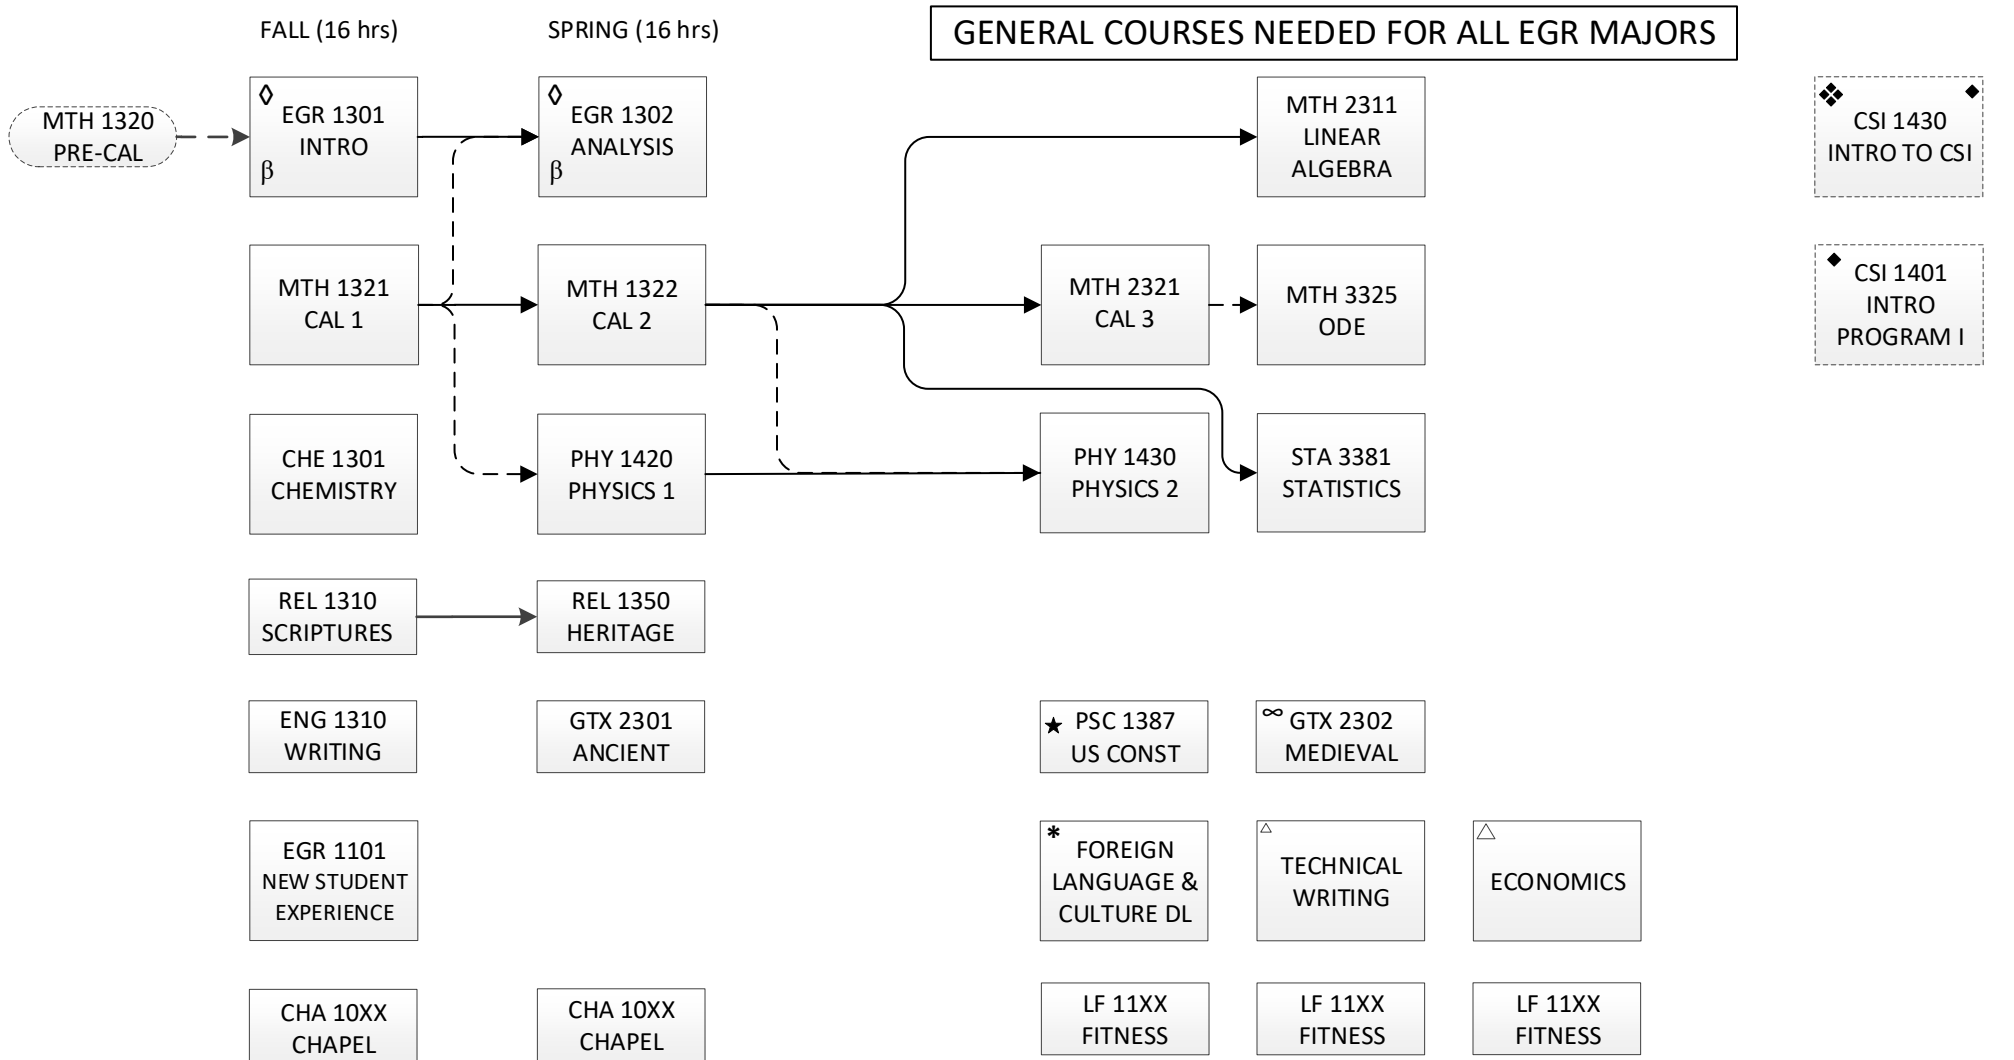 FALL (16 hrs)
SPRING (16 hrs)
GENERAL COURSES NEEDED FOR ALL EGR MAJORS
MTH 1320
PRE-CAL
◊
EGR 1301
INTRO
β
◊
EGR 1302
ANALYSIS
β
MTH 2311
LINEAR
ALGEBRA
❖ ◆
CSI 1430
INTRO TO CSI
MTH 1321
CAL 1
MTH 1322
CAL 2
MTH 2321
CAL 3
MTH 3325
ODE
◆ CSI 1401
INTRO
PROGRAM I
CHE 1301
CHEMISTRY
PHY 1420
PHYSICS 1
PHY 1430
PHYSICS 2
STA 3381
STATISTICS
REL 1310
SCRIPTURES
REL 1350
HERITAGE
ENG 1310
WRITING
GTX 2301
ANCIENT
★ PSC 1387
US CONST
∞ GTX 2302
MEDIEVAL
EGR 1101
NEW STUDENT
EXPERIENCE
* FOREIGN
LANGUAGE &
CULTURE DL
△
TECHNICAL
WRITING
△
ECONOMICS
CHA 10XX
CHAPEL
CHA 10XX
CHAPEL
LF 11XX
FITNESS
LF 11XX
FITNESS
LF 11XX
FITNESS